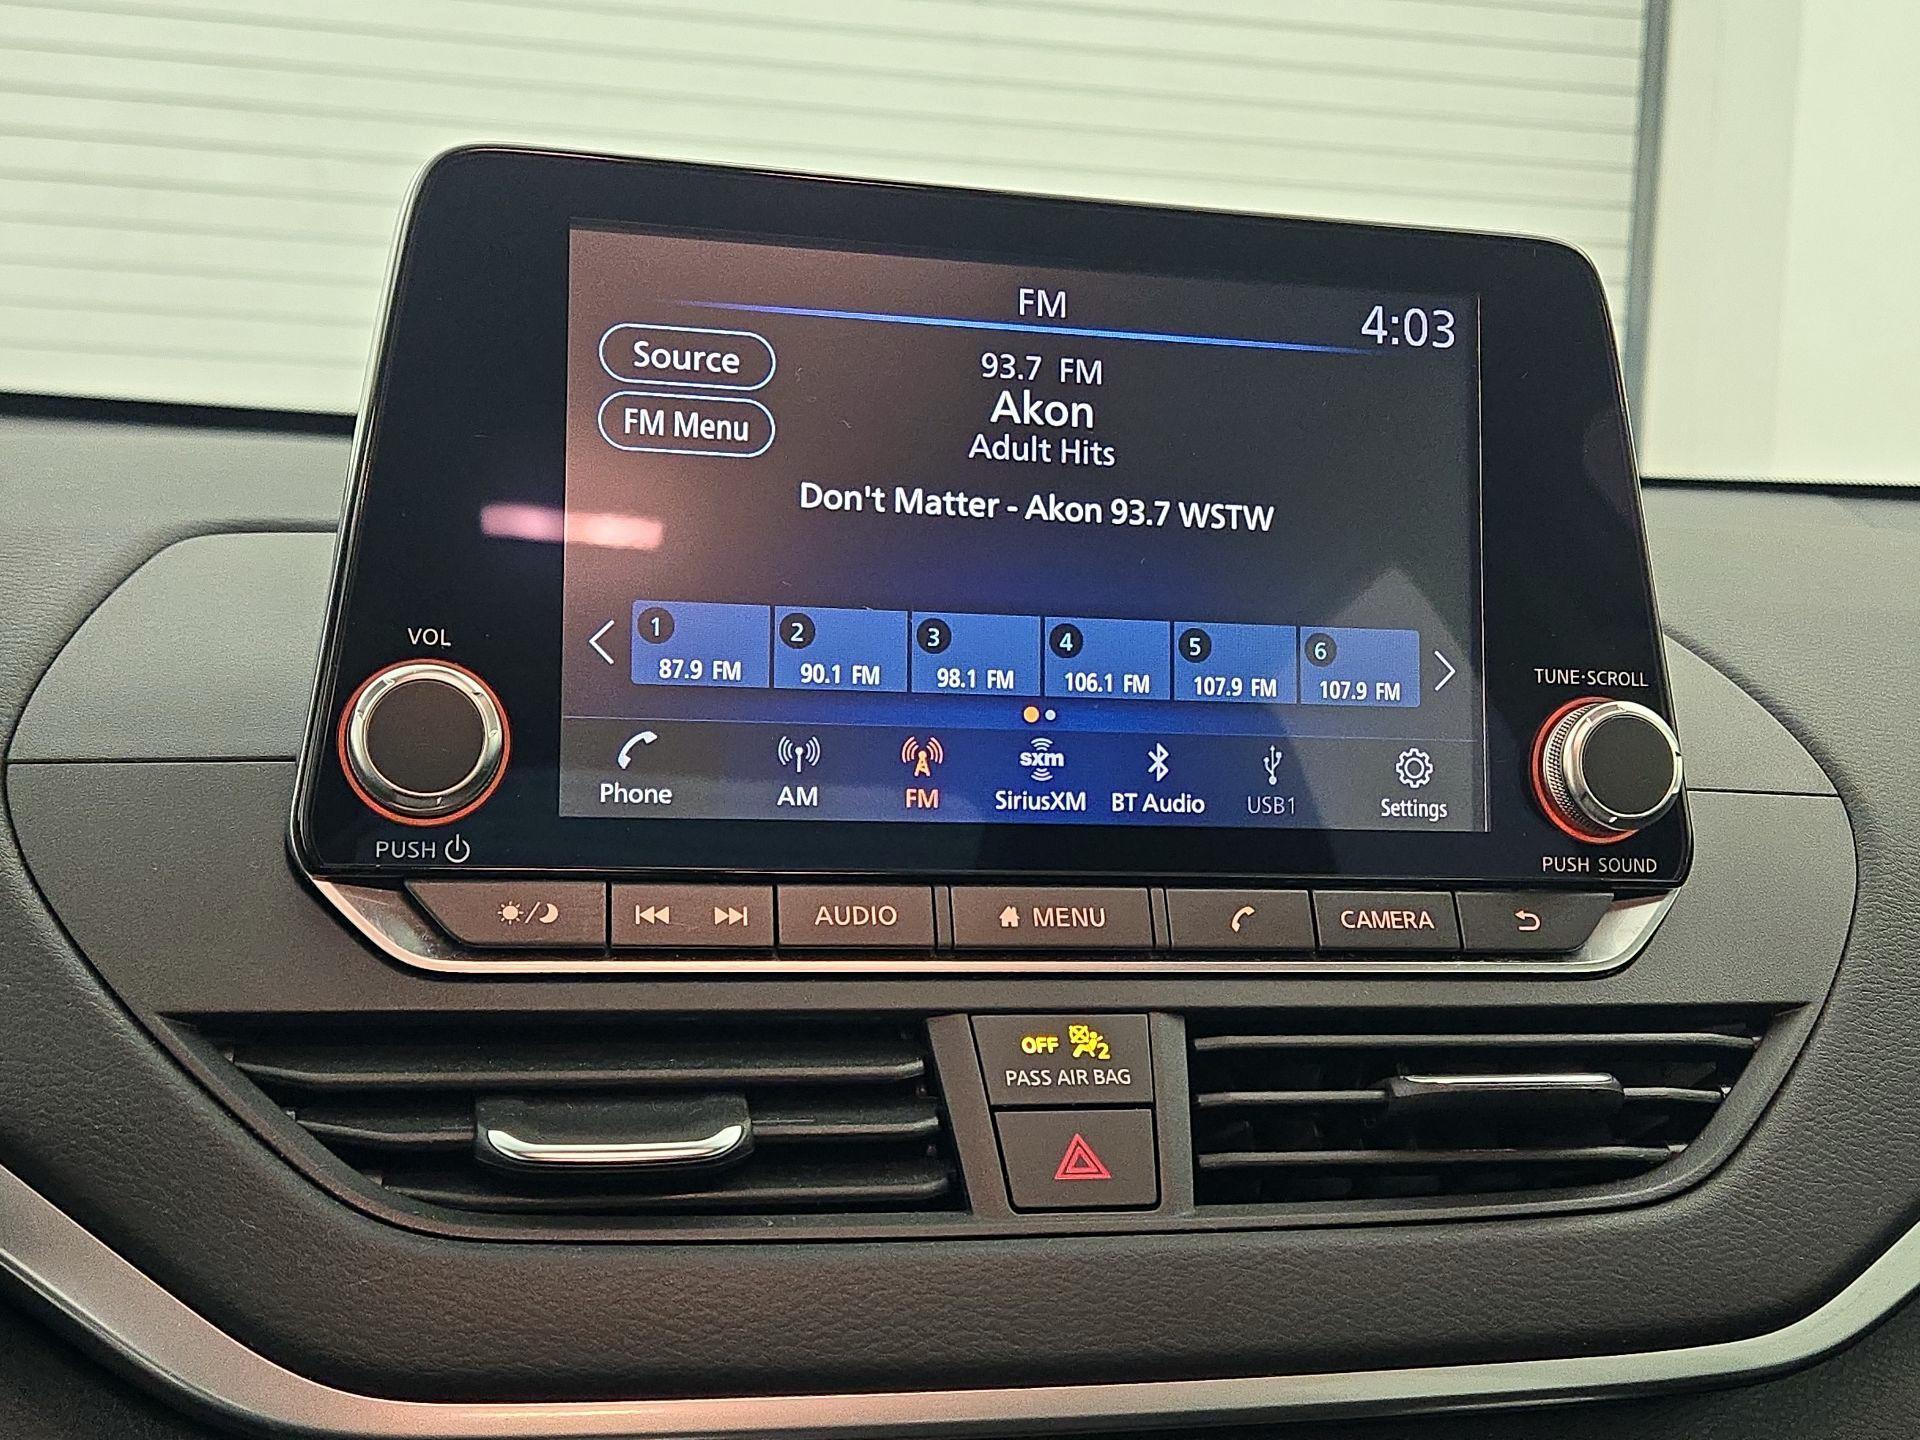 FM
4:03
Source
93.7 FM
FM Menu
Akon
Adult Hits
Don't Matter - Akon 93.7 WSTW
1
2
3
4
5
6
87.9 FM
90.1 FM
98.1 FM
106.1 FM
107.9 FM
107.9 FM
Phone
AM
FM
sxm
SiriusXM
BT Audio
USB1
Settings
VOL
PUSH
TUNE·SCROLL
PUSH SOUND
AUDIO
MENU
CAMERA
OFF 2
PASS AIR BAG